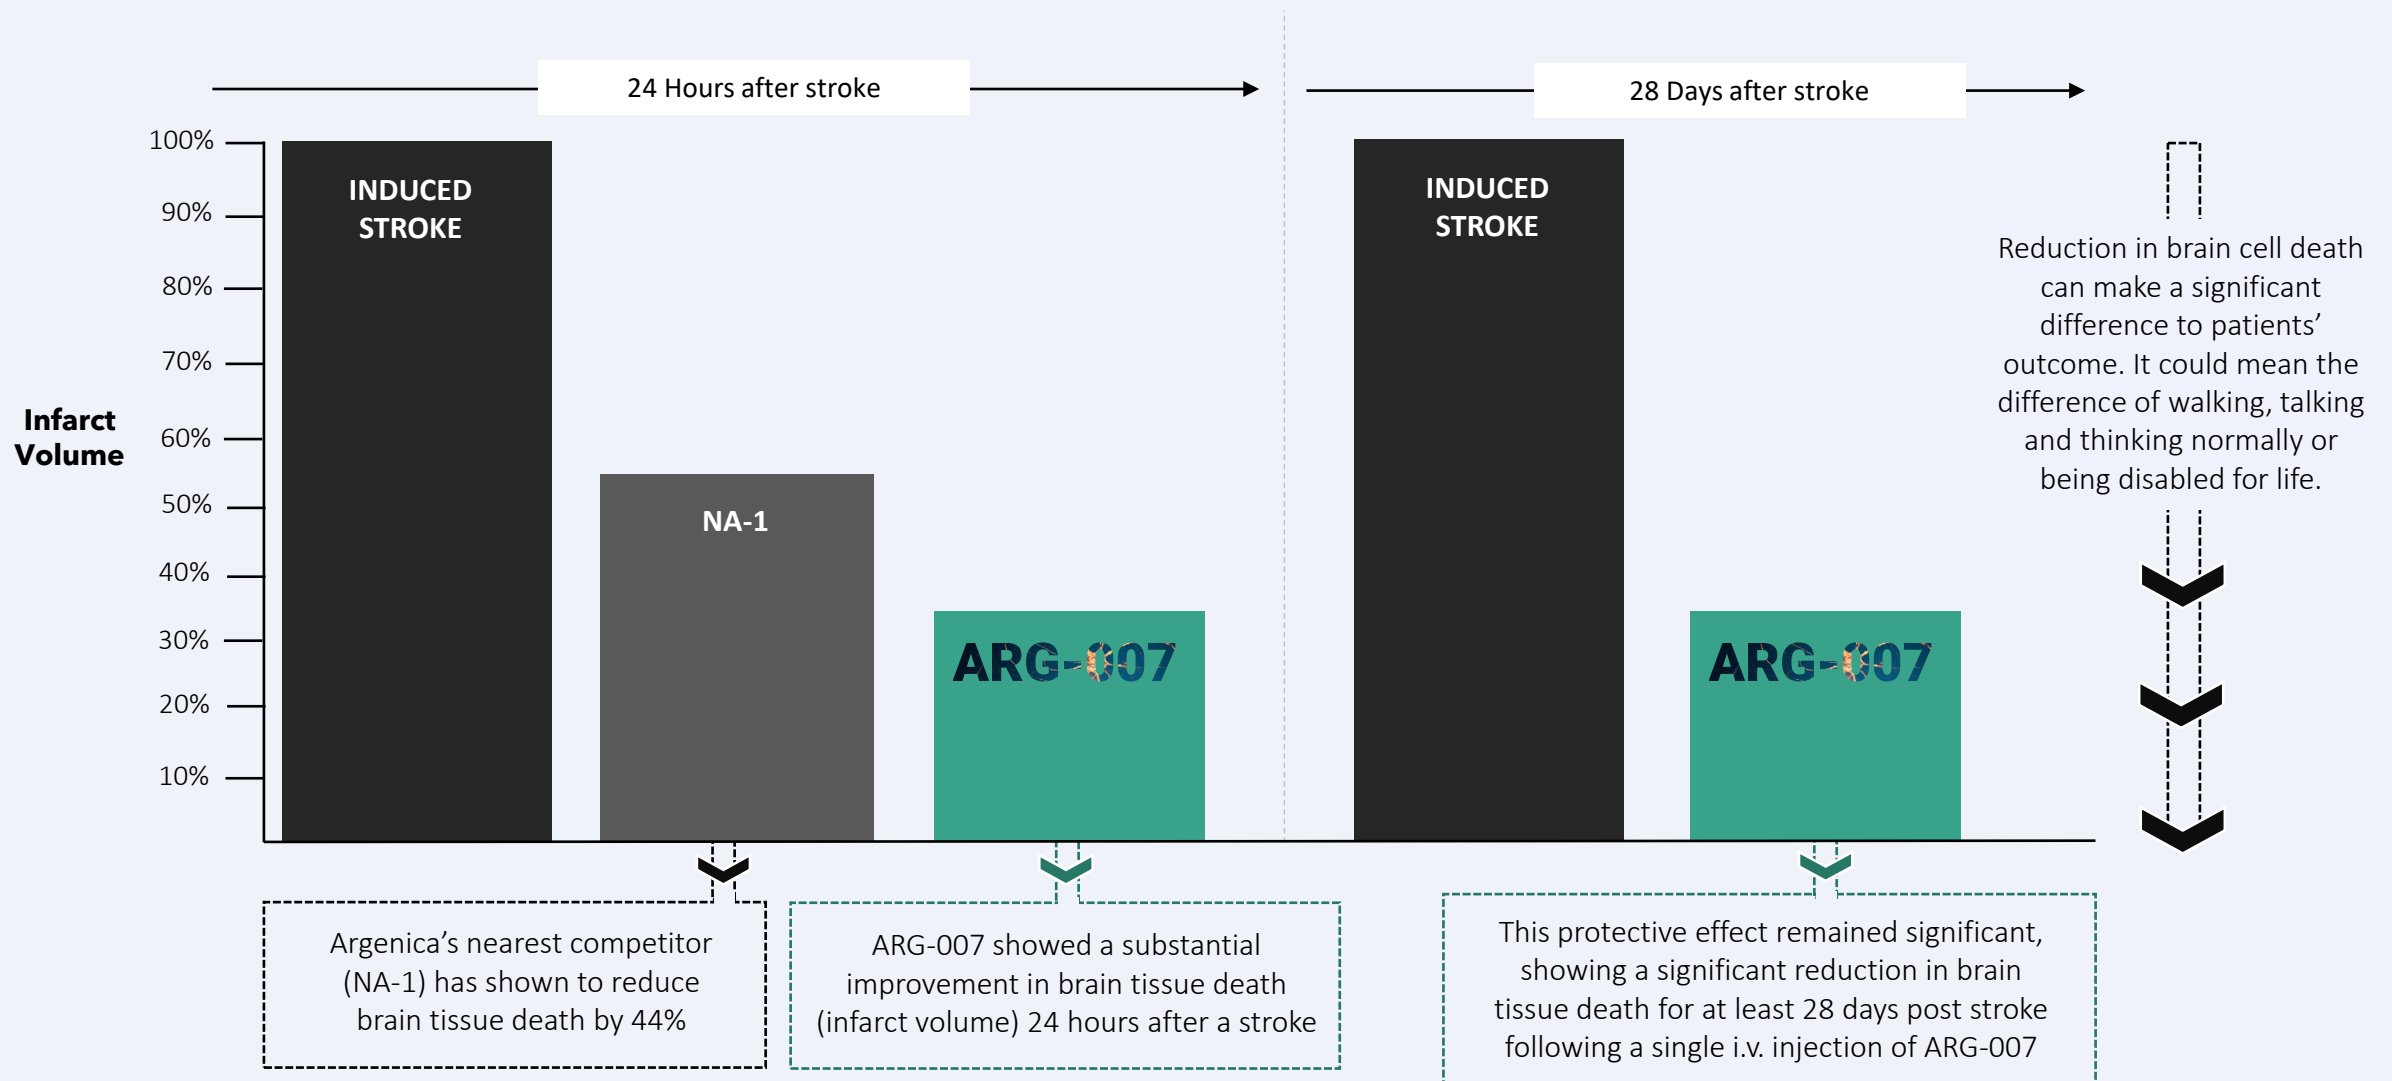 24 Hours after stroke
28 Days after stroke
100%
90%
80%
70%
60%
50%
40%
30%
20%
10%
Infarct
Volume
INDUCED
STROKE
NA-1
ARG-007
INDUCED
STROKE
ARG-007
Reduction in brain cell death
can make a significant
difference to patients’
outcome. It could mean the
difference of walking, talking
and thinking normally or
being disabled for life.
Argenica’s nearest competitor
(NA-1) has shown to reduce
brain tissue death by 44%
ARG-007 showed a substantial
improvement in brain tissue death
(infarct volume) 24 hours after a stroke
This protective effect remained significant,
showing a significant reduction in brain
tissue death for at least 28 days post stroke
following a single i.v. injection of ARG-007